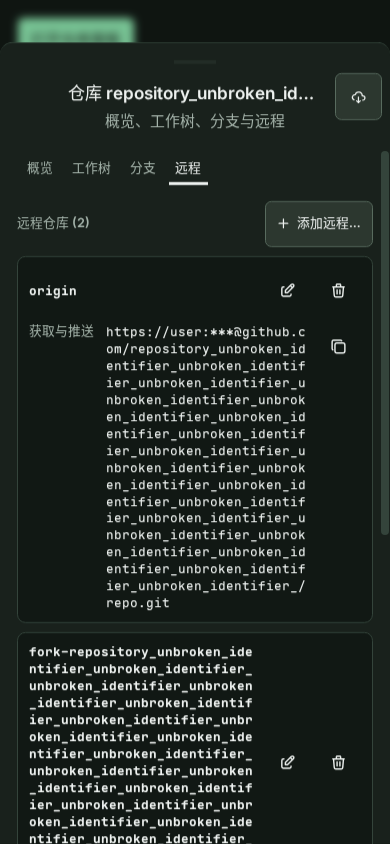 仓库 repository_unbroken_id...
概览、工作树、分支与远程
概览 工作树 分支 远程
远程仓库 (2)
+ 添加远程...
origin
获取与推送
https://user:***@github.c
om/repository_unbroken_id
entifier_unbroken_identif
ier_unbroken_identifier_u
nbroken_identifier_unbrok
en_identifier_unbroken_id
entifier_unbroken_identif
ier_unbroken_identifier_u
nbroken_identifier_unbrok
en_identifier_unbroken_id
entifier_unbroken_identif
ier_unbroken_identifier_u
nbroken_identifier_unbrok
en_identifier_unbroken_id
entifier_unbroken_identif
ier_unbroken_identifier_/
repo.git
fork-repository_unbroken_ide
ntifier_unbroken_identifier_
unbroken_identifier_unbroken
_identifier_unbroken_identif
ier_unbroken_identifier_unbr
oken_identifier_unbroken_ide
ntifier_unbroken_identifier_
unbroken_identifier_unbroken
_identifier_unbroken_identif
ier_unbroken_identifier_unbr
oken_identifier_unbroken_ide
ntifier_unbroken_identifier_